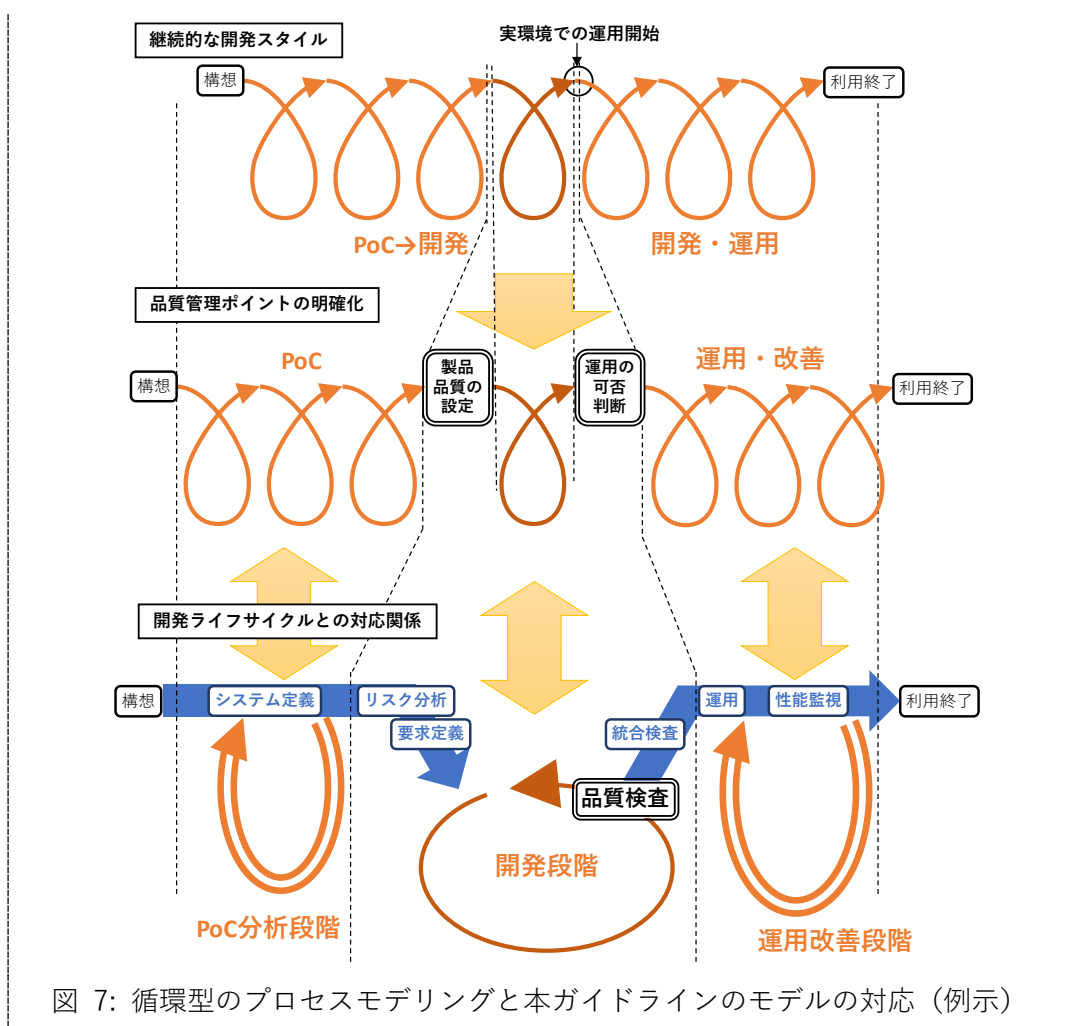 継続的な開発スタイル
実環境での運用開始
構想
利用終了
PoC→開発
開発・運用
品質管理ポイントの明確化
PoC
製品
品質の
設定
運用の
可否
判断
運用・改善
構想
利用終了
開発ライフサイクルとの対応関係
構想
システム定義
リスク分析
要求定義
統合検査
運用
性能監視
利用終了
品質検査
開発段階
PoC分析段階
運用改善段階
図 7: 循環型のプロセスモデリングと本ガイドラインのモデルの対応（例示）